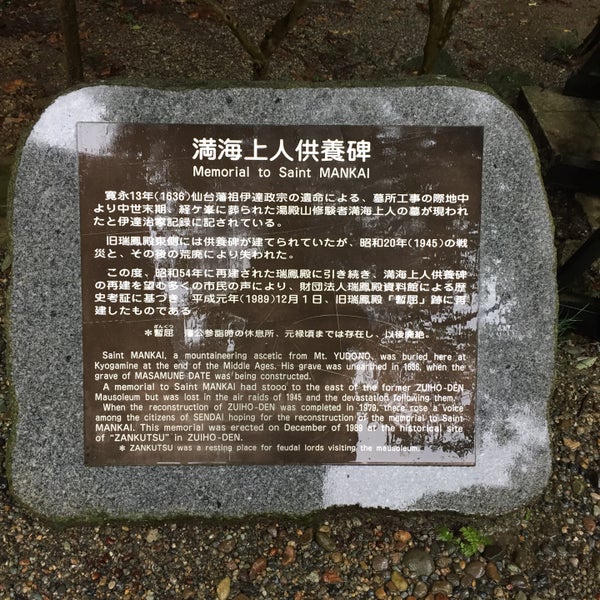 満海上人供養碑
Memorial to Saint MANKAI
寛永13年(1636)仙台藩祖伊達政宗の遺命による、墓所工事の際地中
より中世末期、経ケ峯に葬られた湯殿山修験者満海上人の墓が現われ
たと伊達治家記録に記されている。
旧瑞鳳殿東側には供養碑が建てられていたが、昭和20年(1945)の戦
災と、その後の荒廃により失われた。
この度、昭和54年に再建された瑞鳳殿に引き続き、満海上人供養碑
の再建を望む多くの市民の声により、財団法人瑞鳳殿資料館による歴
史考証に基づき、平成元年(1989)12月1日、旧瑞鳳殿「暫屈」跡に再
建したものである
ざんくつ
*暫屈 藩公参詣時の休息所、元禄頃までは存在し、以後廃絶。
Saint MANKAI, a mountaineering ascetic from Mt. YUDONO, was buried here at
Kyogamine at the end of the Middle Ages. His grave was unearthed in 1636, when the
grave of MASAMUNE DATE was being constructed.
A memorial to Saint MANKAI had stood to the east of the former ZUIHO-DEN
Mausoleum but was lost in the air raids of 1945 and the devastation following them.
When the reconstruction of ZUIHO-DEN was completed in 1979, there rose a voice
among the citizens of SENDAI hoping for the reconstruction of the memorial to Saint
MANKAI. This memorial was erected on December of 1989 at the historical site
of "ZANKUTSU" in ZUIHO-DEN.
* ZANKUTSU was a resting place for feudal lords visiting the mausoleum.